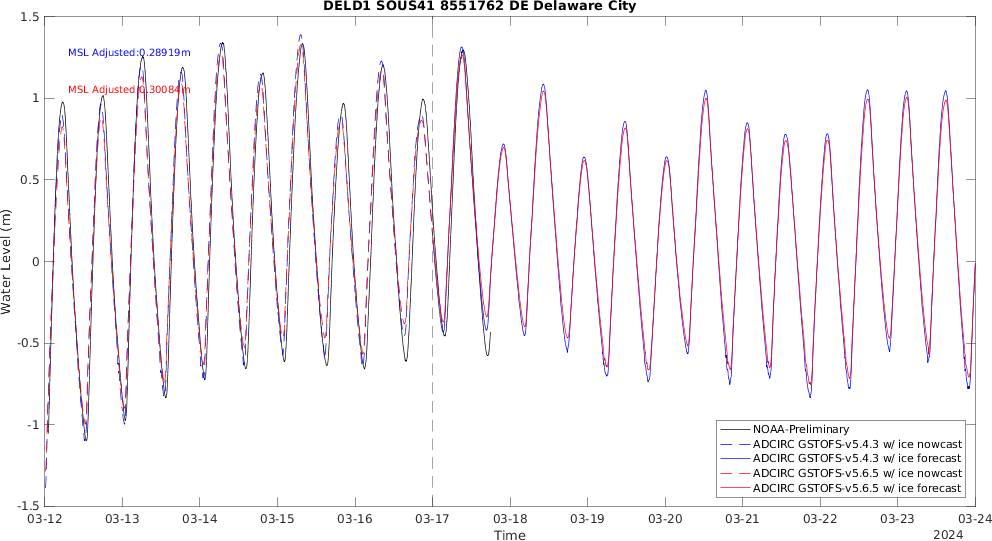 DELD1 SOUS41 8551762 DE Delaware City
1.5
1
0.5
0
-0.5
-1
-1.5
Water Level (m)
MSL Adjusted:0.28919m
MSL Adjusted:0.30084m
NOAA-Preliminary
ADCIRC GSTOFS-v5.4.3 w/ ice nowcast
ADCIRC GSTOFS-v5.4.3 w/ ice forecast
ADCIRC GSTOFS-v5.6.5 w/ ice nowcast
ADCIRC GSTOFS-v5.6.5 w/ ice forecast
03-12 03-13 03-14 03-15 03-16 03-17 03-18 03-19 03-20 03-21 03-22 03-23 03-24
Time
2024